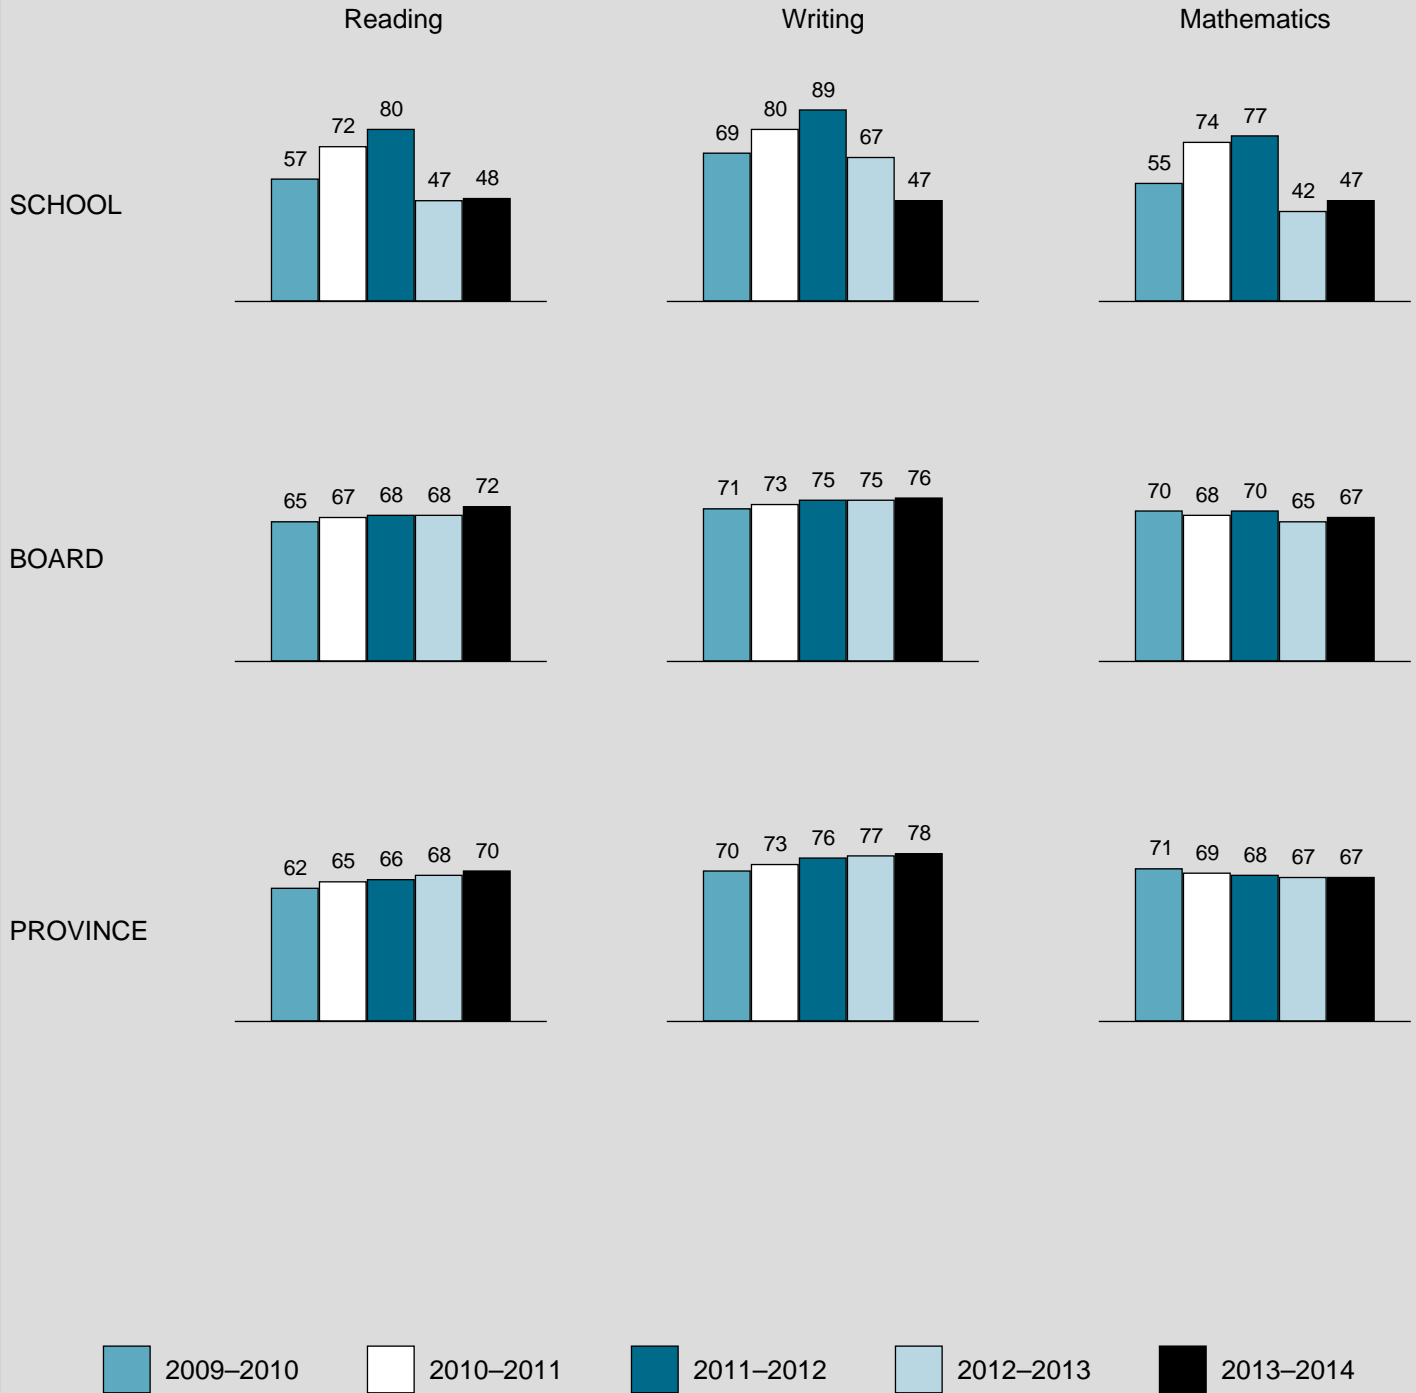 Reading Writing Mathematics
SCHOOL
57 72 80 47 48
69 80 89 67 47
55 74 77 42 47
BOARD
65 67 68 68 72
71 73 75 75 76
70 68 70 65 67
PROVINCE
62 65 66 68 70
70 73 76 77 78
71 69 68 67 67
2009–2010 2010–2011 2011–2012 2012–2013 2013–2014